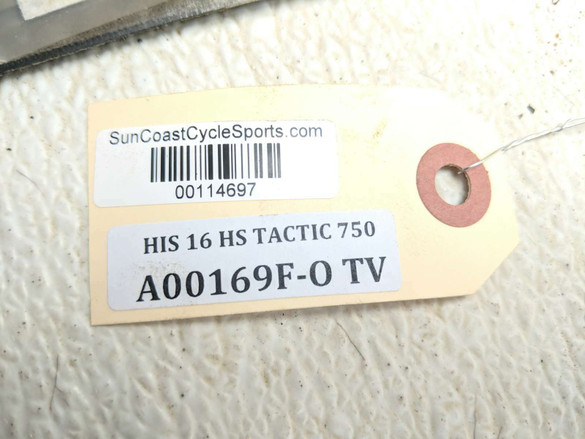 SunCoastCycleSports.com
00114697
HIS 16 HS TACTIC 750
A00169F-O TV